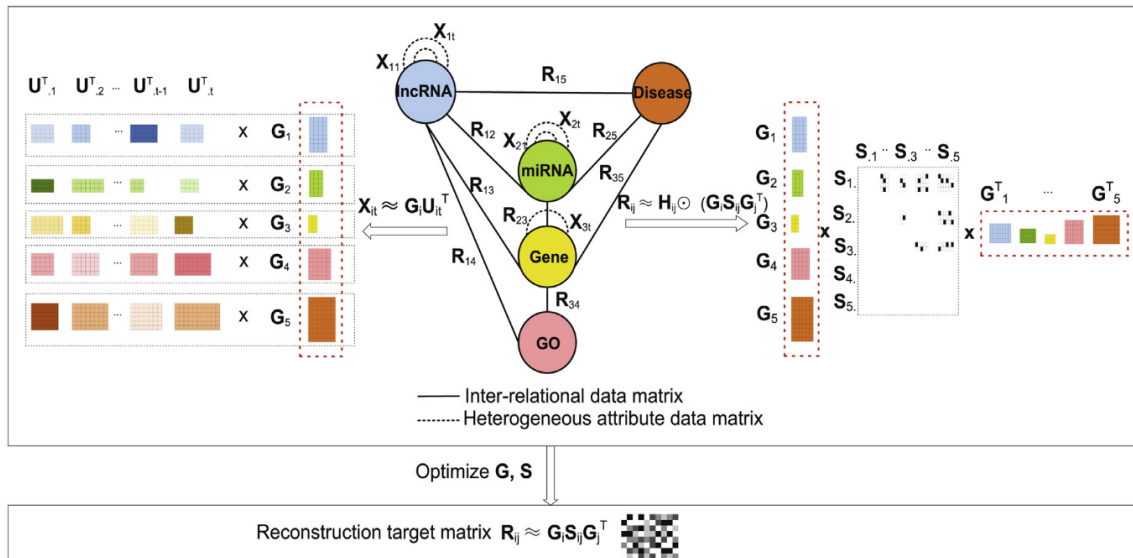 X₁₁ X₁ₜ
lncRNA
R₁₅
Disease
R₁₂
X₂₁ X₂ₜ
R₂₅
miRNA
R₁₃
R₃₅
R₂₃
X₃ₜ
Gene
R₁₄
R₃₄
GO
Uᵀ.₁ Uᵀ.₂ ... Uᵀ.ₜ₋₁ Uᵀ.ₜ
... x G₁
... x G₂
... x G₃
... x G₄
... x G₅
Xᵢₜ ≈ GᵢUᵢₜᵀ
Rᵢⱼ ≈ Hᵢⱼ⊙ (GᵢSᵢⱼGⱼᵀ)
G₁
G₂
G₃
G₄
G₅
x
S.₁ ·· S.₃ ·· S.₅
S₁.
S₂.
S₃.
S₄.
S₅.
x
Gᵀ₁ ... Gᵀ₅
Inter-relational data matrix
Heterogeneous attribute data matrix
Optimize G, S
Reconstruction target matrix Rᵢⱼ ≈ GᵢSᵢⱼGⱼᵀ